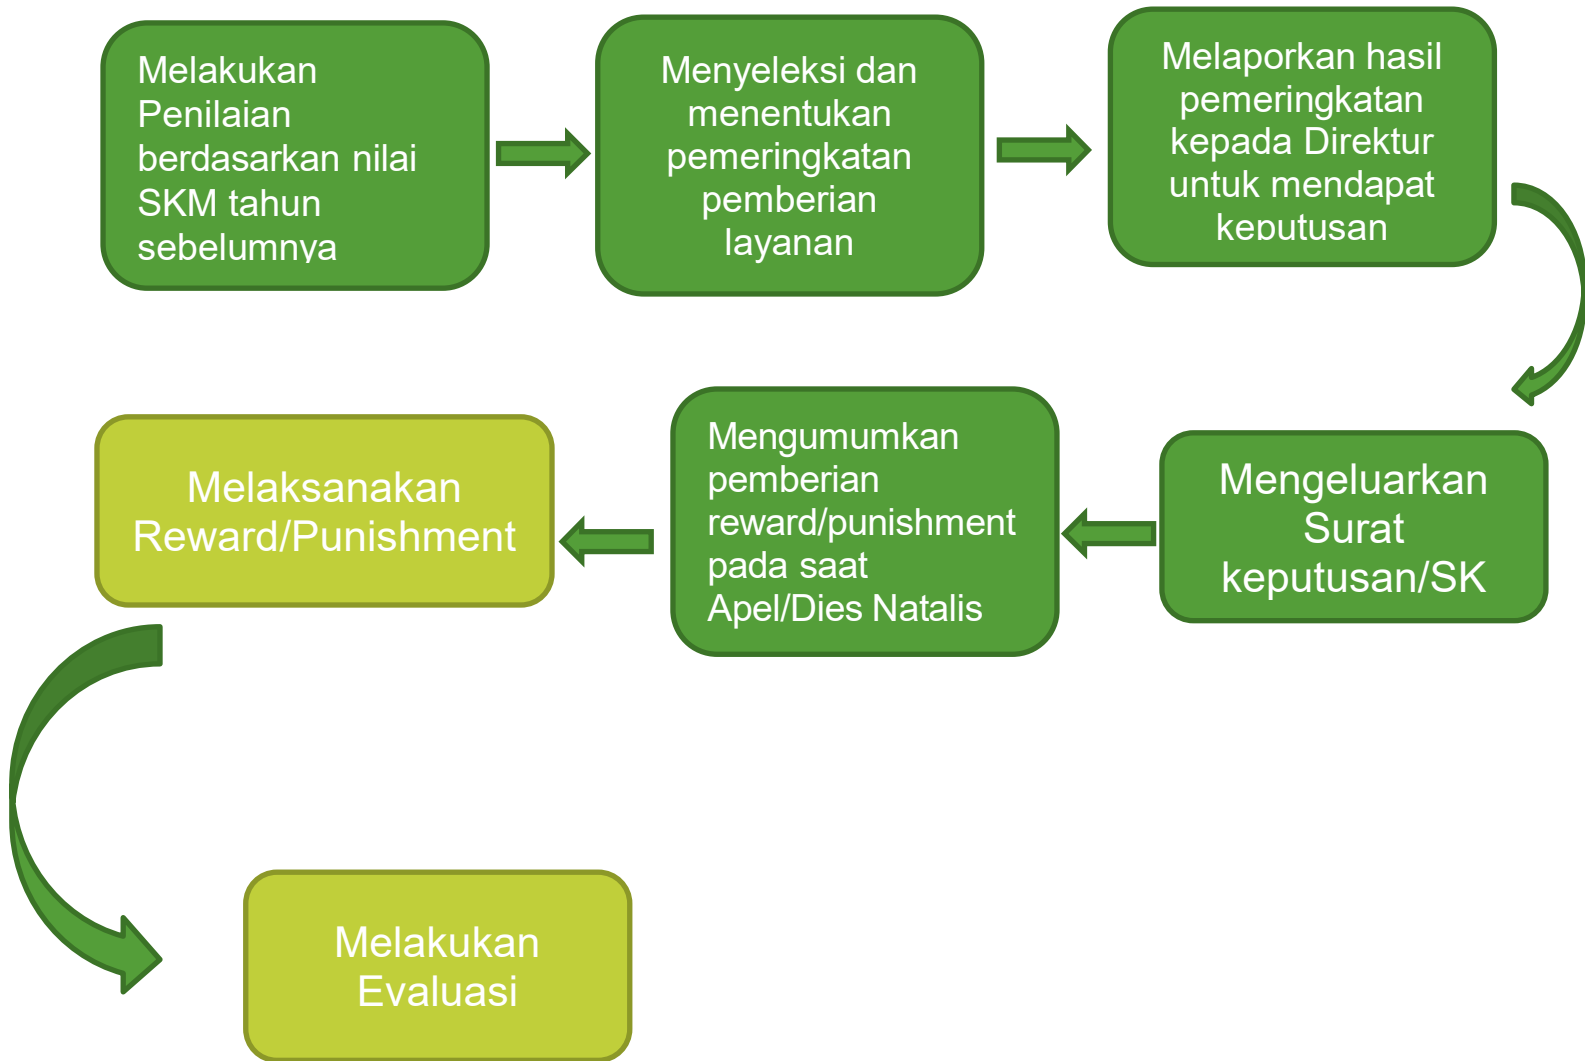 Melakukan
Penilaian
berdasarkan nilai
SKM tahun
sebelumnya
Menyeleksi dan
menentukan
pemeringkatan
pemberian
layanan
Melaporkan hasil
pemeringkatan
kepada Direktur
untuk mendapat
keputusan
Mengeluarkan
Surat
keputusan/SK
Mengumumkan
pemberian
reward/punishment
pada saat
Apel/Dies Natalis
Melaksanakan
Reward/Punishment
Melakukan
Evaluasi